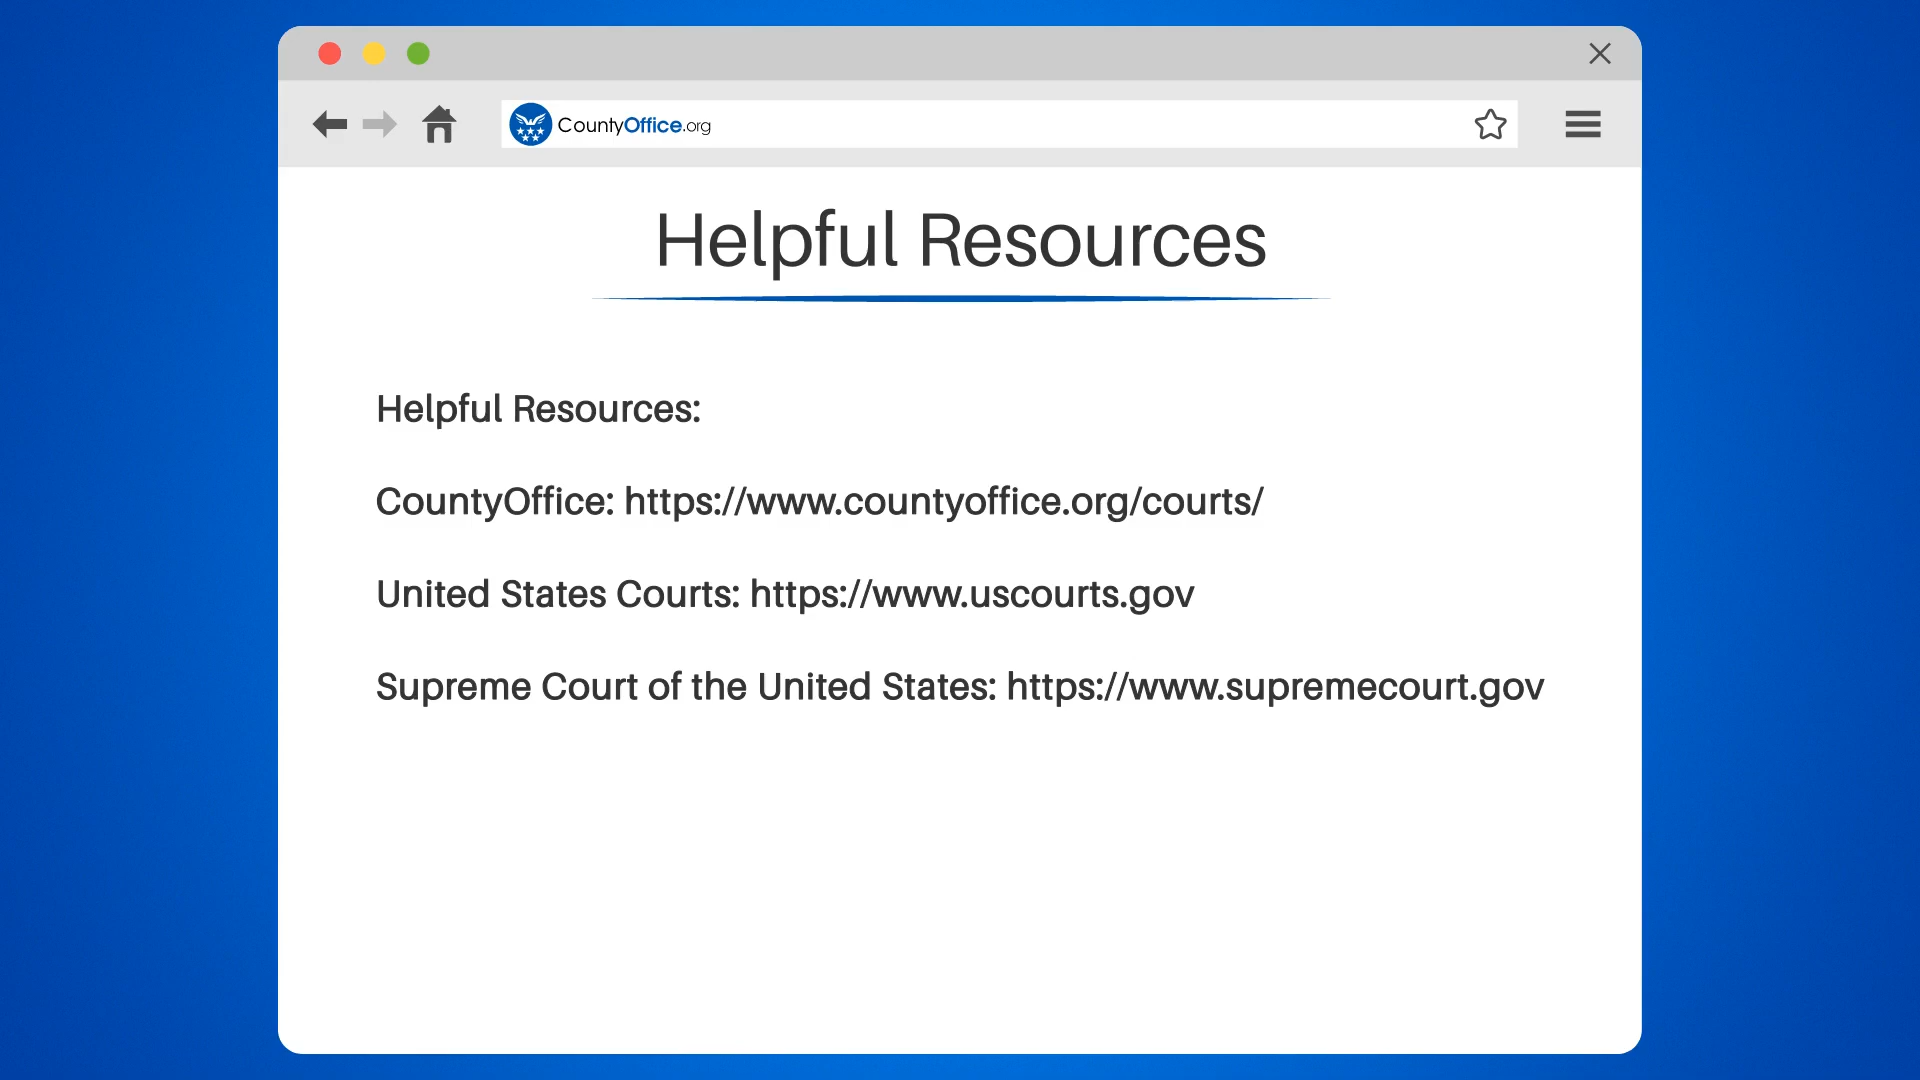 CountyOffice.org
Helpful Resources
Helpful Resources:
CountyOffice: https://www.countyoffice.org/courts/
United States Courts: https://www.uscourts.gov
Supreme Court of the United States: https://www.supremecourt.gov